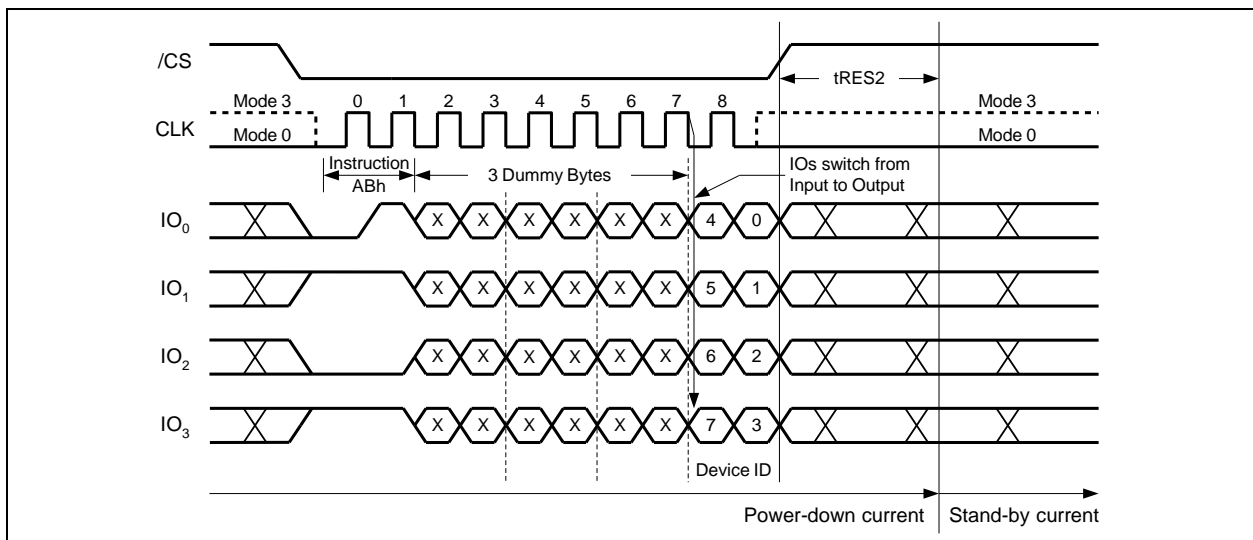 /CS
tRES2
Mode 3 0 1 2 3 4 5 6 7 8 Mode 3
CLK
Mode 0 Mode 0
Instruction
ABh
3 Dummy Bytes
IOs switch from
Input to Output
IO0 X X X X X X 4 0
IO1 X X X X X X 5 1
IO2 X X X X X X 6 2
IO3 X X X X X X 7 3
Device ID
Power-down current Stand-by current